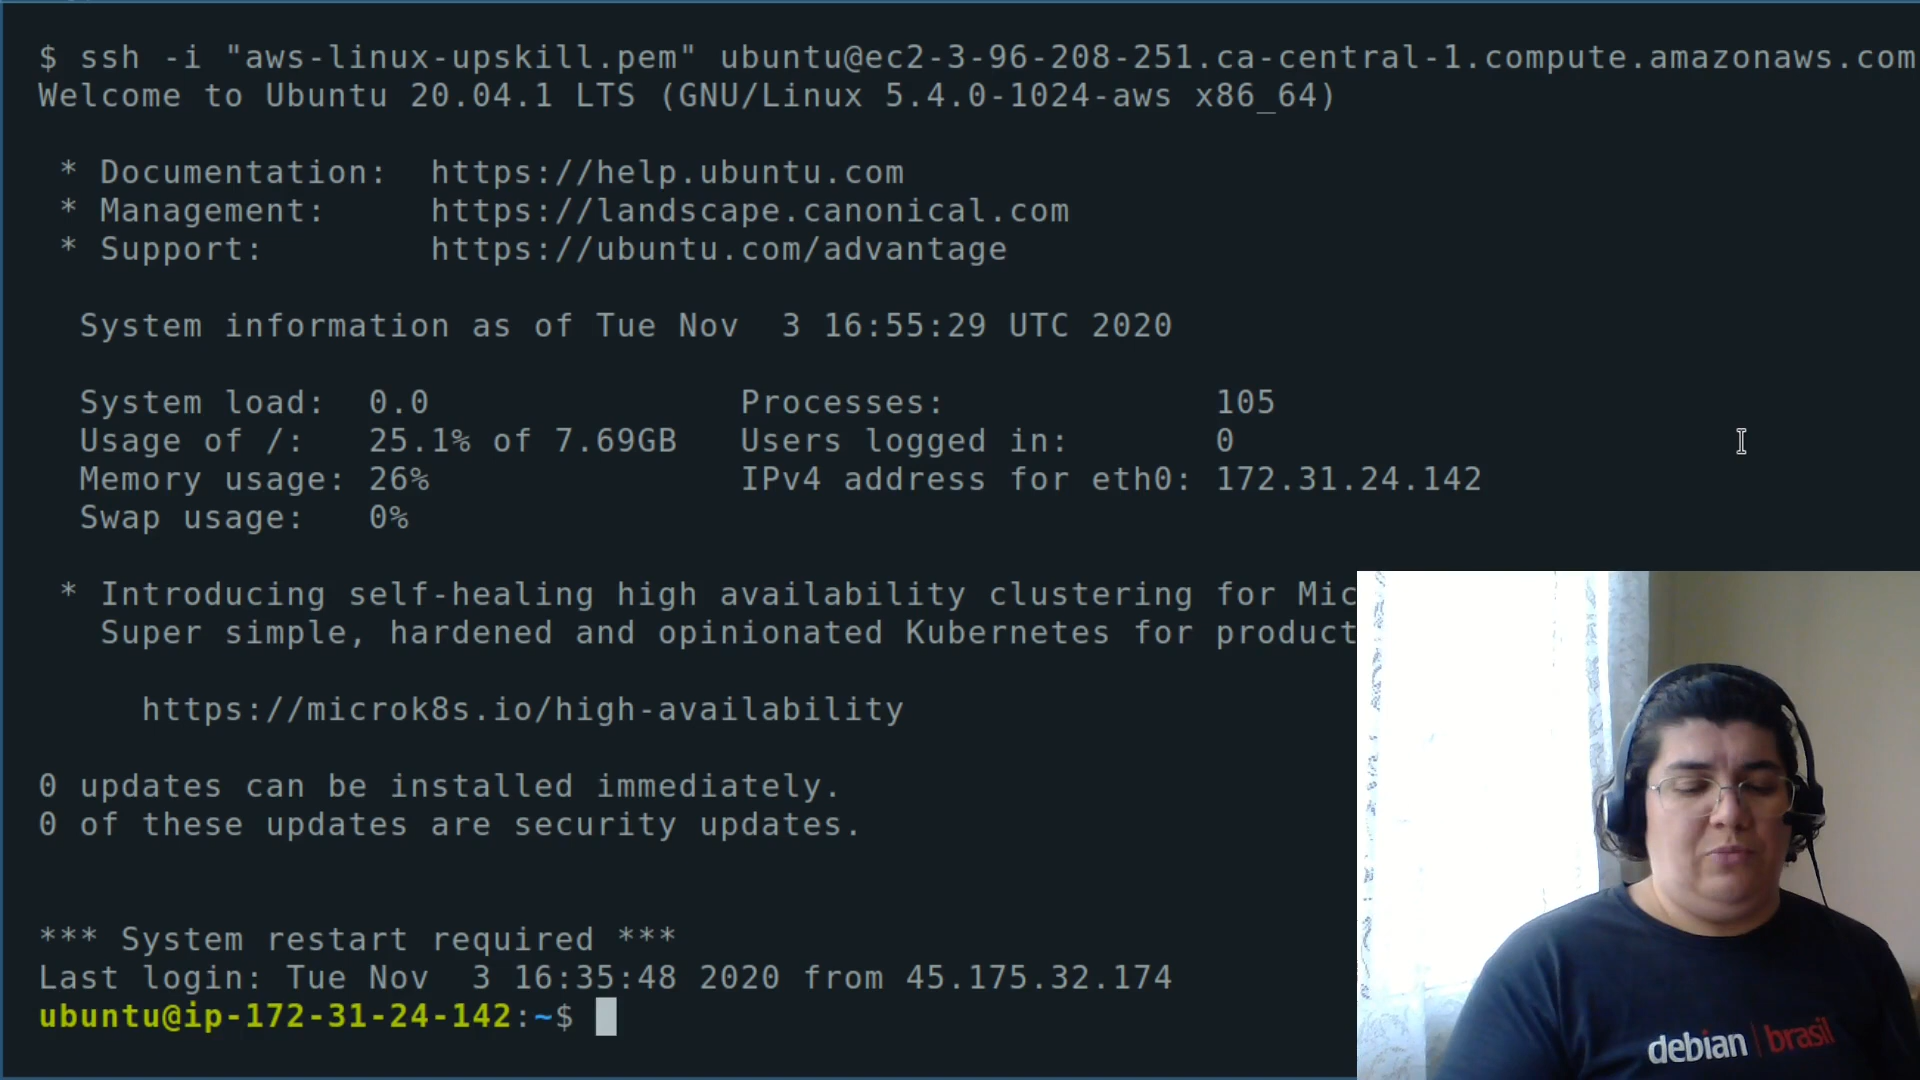 $ ssh -i "aws-linux-upskill.pem" ubuntu@ec2-3-96-208-251.ca-central-1.compute.amazonaws.com
Welcome to Ubuntu 20.04.1 LTS (GNU/Linux 5.4.0-1024-aws x86_64)
* Documentation:  https://help.ubuntu.com
* Management:     https://landscape.canonical.com
* Support:        https://ubuntu.com/advantage
System information as of Tue Nov  3 16:55:29 UTC 2020
System load:  0.0               Processes:             105
Usage of /:   25.1% of 7.69GB   Users logged in:       0
Memory usage: 26%               IPv4 address for eth0: 172.31.24.142
Swap usage:   0%
* Introducing self-healing high availability clustering for Mic
Super simple, hardened and opinionated Kubernetes for product
https://microk8s.io/high-availability
0 updates can be installed immediately.
0 of these updates are security updates.
*** System restart required ***
Last login: Tue Nov  3 16:35:48 2020 from 45.175.32.174
ubuntu@ip-172-31-24-142:~$
debian | brasil